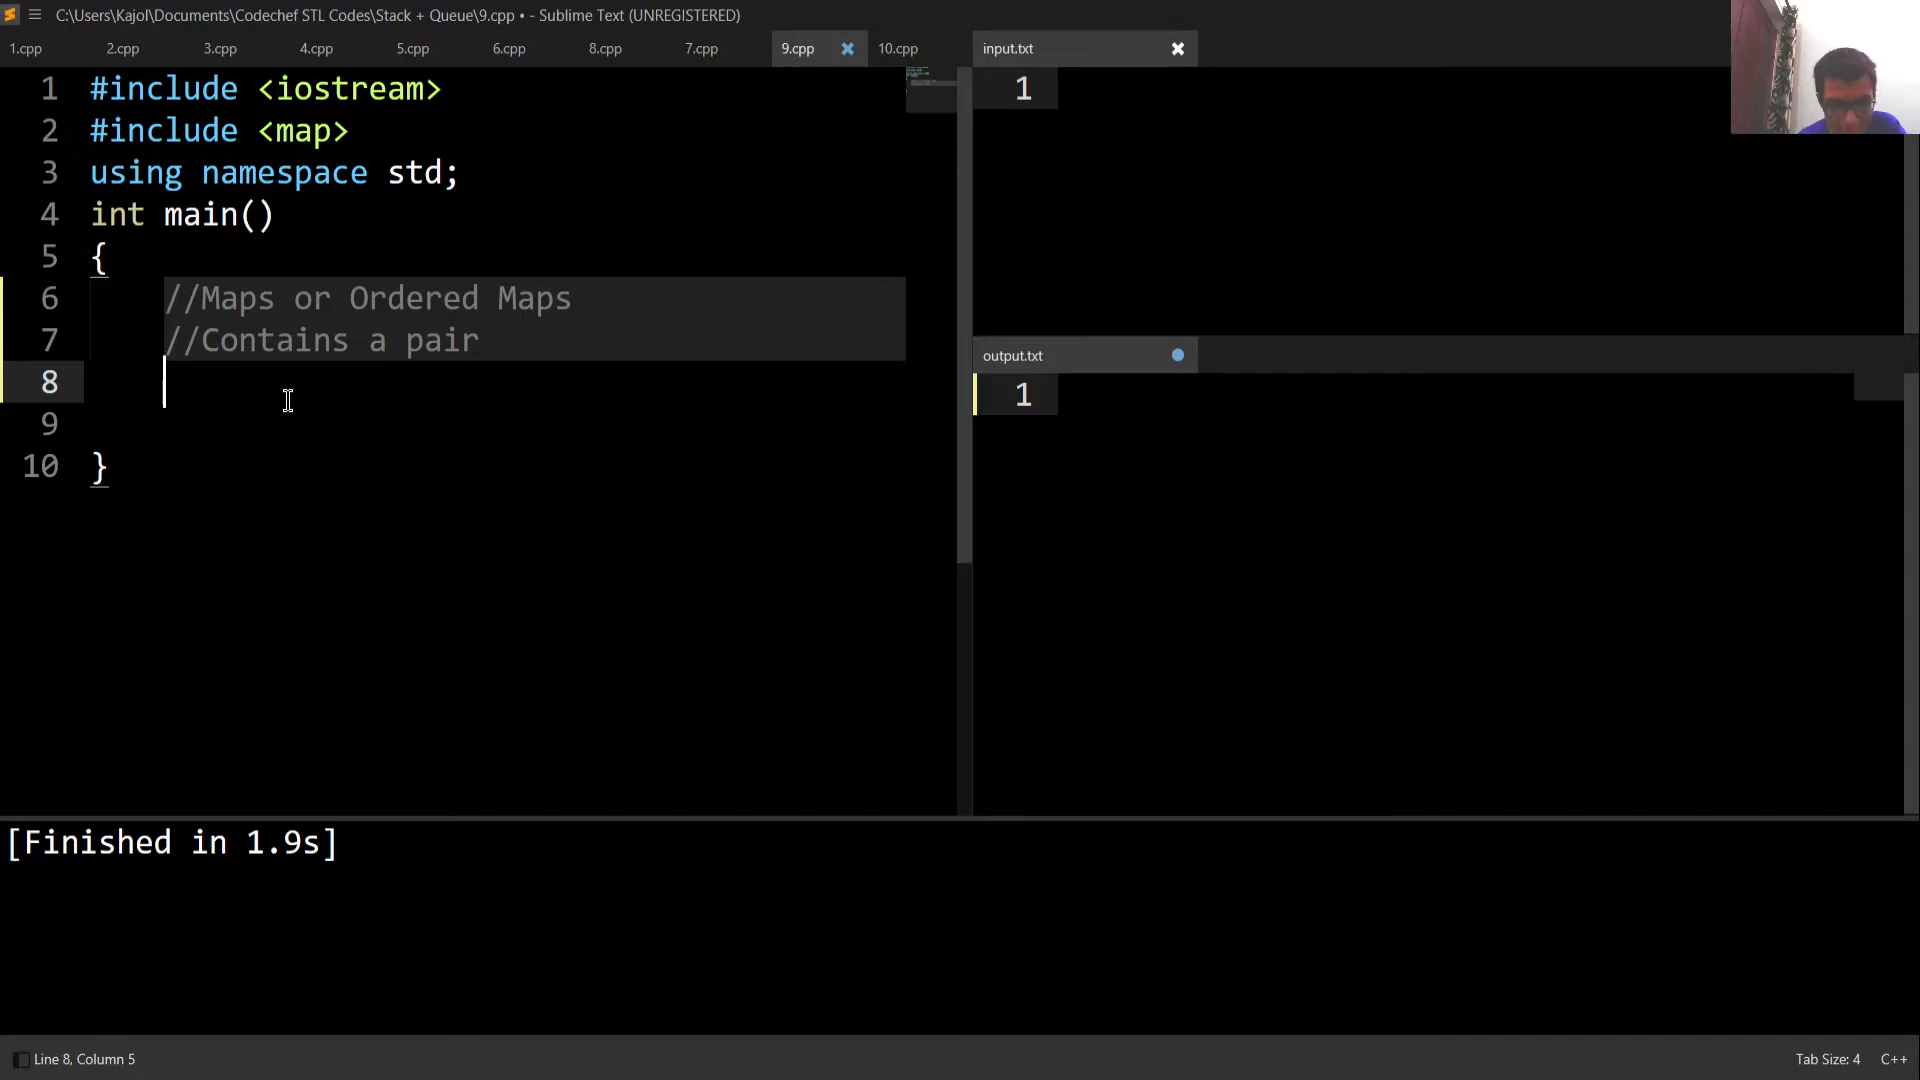 C:\Users\Kajol\Documents\Codechef STL Codes\Stack + Queue\9.cpp • - Sublime Text (UNREGISTERED)
1.cpp 2.cpp 3.cpp 4.cpp 5.cpp 6.cpp 8.cpp 7.cpp 9.cpp 10.cpp
1 #include <iostream>
2 #include <map>
3 using namespace std;
4 int main()
5 {
6 //Maps or Ordered Maps
7 //Contains a pair
8
9
10 }
input.txt
1
output.txt
1
[Finished in 1.9s]
Line 8, Column 5
Tab Size: 4 C++